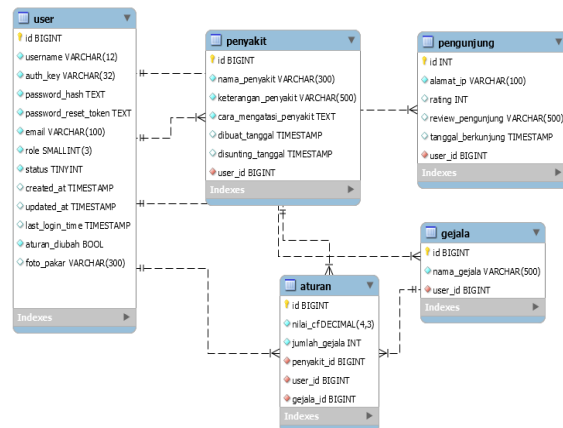 user
id BIGINT
username VARCHAR(12)
auth_key VARCHAR(32)
password_hash TEXT
password_reset_token TEXT
email VARCHAR(100)
role SMALLINT(3)
status TINYINT
created_at TIMESTAMP
updated_at TIMESTAMP
last_login_time TIMESTAMP
aturan_diubah BOOL
foto_pakar VARCHAR(300)
Indexes
penyakit
id BIGINT
nama_penyakit VARCHAR(300)
keterangan_penyakit VARCHAR(500)
cara_mengatasi_penyakit TEXT
dibuat_tanggal TIMESTAMP
disunting_tanggal TIMESTAMP
user_id BIGINT
Indexes
pengunjung
id INT
alamat_ip VARCHAR(100)
rating INT
review_pengunjung VARCHAR(500)
tanggal_berkunjung TIMESTAMP
user_id BIGINT
Indexes
gejala
id BIGINT
nama_gejala VARCHAR(500)
user_id BIGINT
Indexes
aturan
id BIGINT
nilai_cf DECIMAL(4,3)
jumlah_gejala INT
penyakit_id BIGINT
user_id BIGINT
gejala_id BIGINT
Indexes